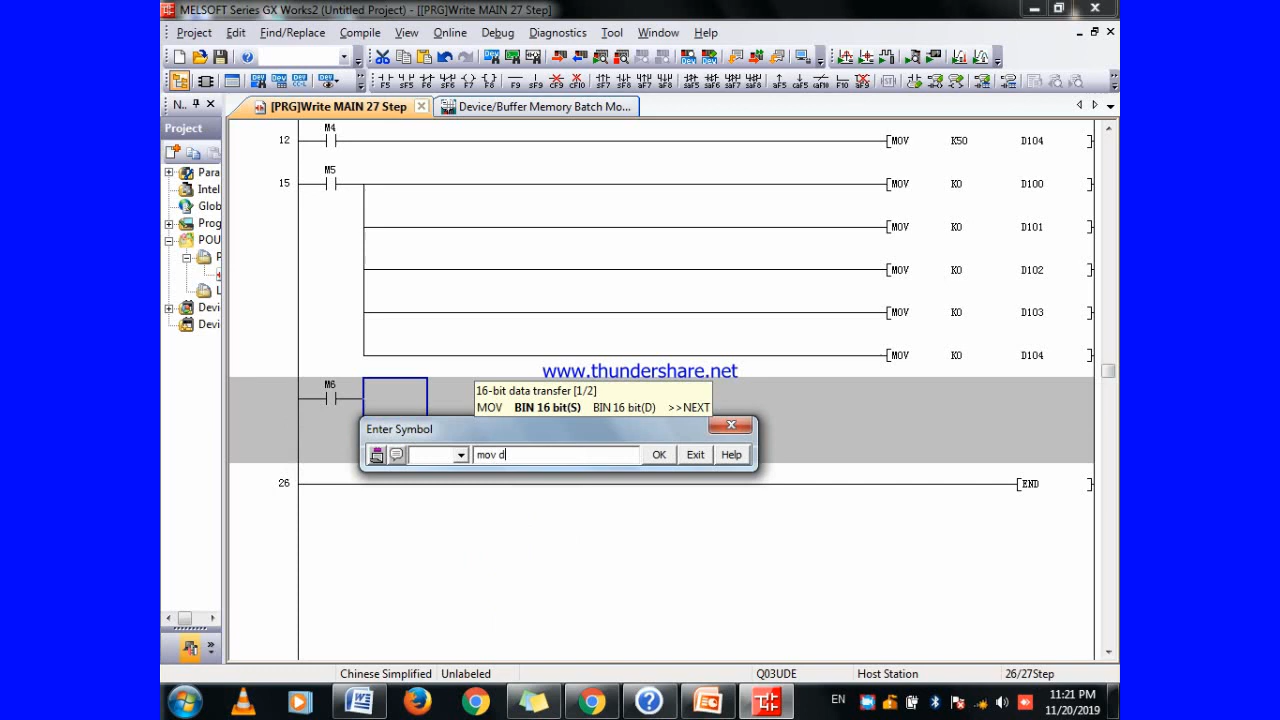 MELSOFT Series GX Works2 (Untitled Project) - [[PRG]Write MAIN 27 Step]
Project Edit Find/Replace Compile View Online Debug Diagnostics Tool Window Help
N..
[PRG]Write MAIN 27 Step
Device/Buffer Memory Batch Mo...
Project
Para
Intel
Glob
Prog
POU
P
L
Devi
Devi
M4
12 MOV K50 D104
M5
15 MOV K0 D100
MOV K0 D101
MOV K0 D102
MOV K0 D103
MOV K0 D104
www.thundershare.net
M6
16-bit data transfer [1/2]
MOV BIN 16 bit(S) BIN 16 bit(D) >>NEXT
Enter Symbol
mov d
OK Exit Help
26 END
Chinese Simplified Unlabeled Q03UDE Host Station 26/27Step
EN
11:21 PM
11/20/2019